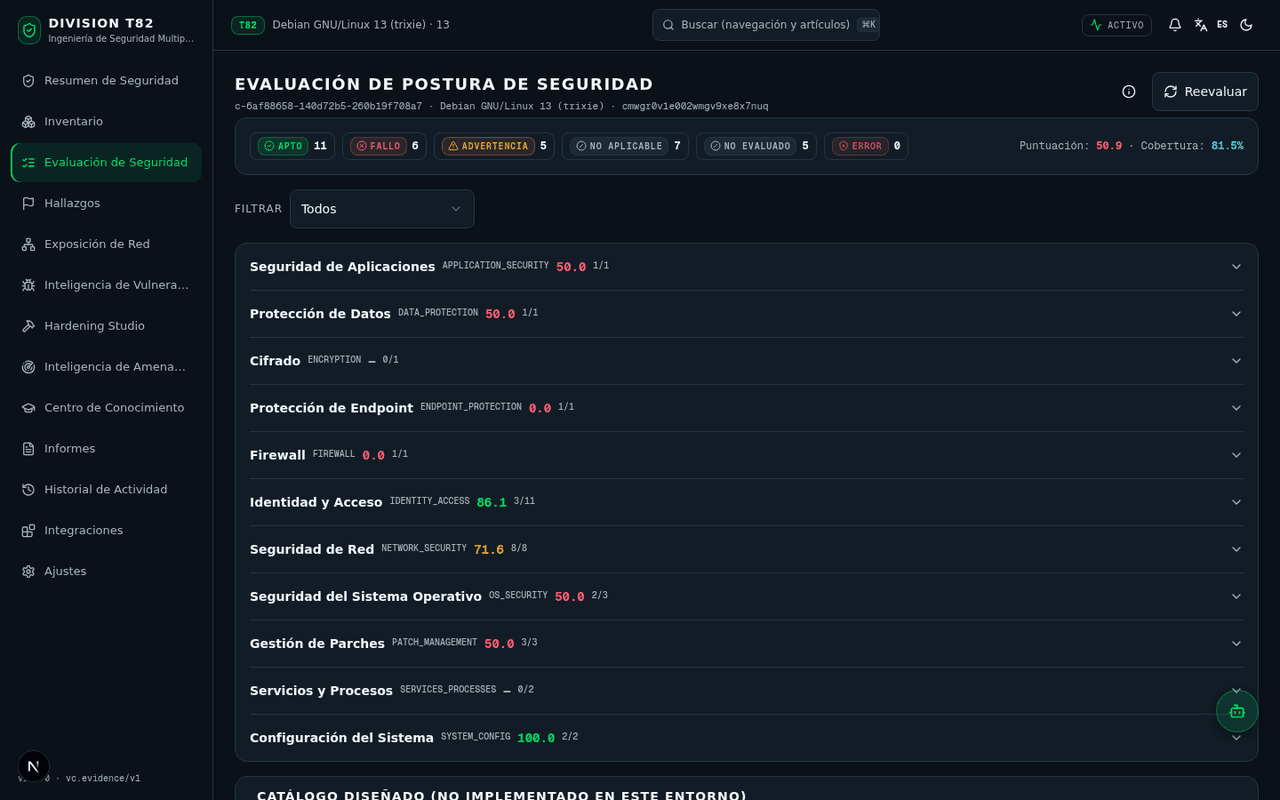 DIVISION T82
Ingeniería de Seguridad Multip...
Resumen de Seguridad
Inventario
Evaluación de Seguridad
Hallazgos
Exposición de Red
Inteligencia de Vulnera...
Hardening Studio
Inteligencia de Amena...
Centro de Conocimiento
Informes
Historial de Actividad
Integraciones
Ajustes
N
· vc.evidence/v1
T82 Debian GNU/Linux 13 (trixie) · 13
Buscar (navegación y artículos) ⌘K
ACTIVO
ES
EVALUACIÓN DE POSTURA DE SEGURIDAD
c-6af88658-140d72b5-260b19f708a7 · Debian GNU/Linux 13 (trixie) · cmwgr0v1e002wmgv9xe8x7nuq
Reevaluar
APTO 11 FALLO 6 ADVERTENCIA 5 NO APLICABLE 7 NO EVALUADO 5 ERROR 0 Puntuación: 50.9 · Cobertura: 81.5%
FILTRAR Todos
Seguridad de Aplicaciones APPLICATION_SECURITY 50.0 1/1
Protección de Datos DATA_PROTECTION 50.0 1/1
Cifrado ENCRYPTION — 0/1
Protección de Endpoint ENDPOINT_PROTECTION 0.0 1/1
Firewall FIREWALL 0.0 1/1
Identidad y Acceso IDENTITY_ACCESS 86.1 3/11
Seguridad de Red NETWORK_SECURITY 71.6 8/8
Seguridad del Sistema Operativo OS_SECURITY 50.0 2/3
Gestión de Parches PATCH_MANAGEMENT 50.0 3/3
Servicios y Procesos SERVICES_PROCESSES — 0/2
Configuración del Sistema SYSTEM_CONFIG 100.0 2/2
CATÁLOGO DISEÑADO (NO IMPLEMENTADO EN ESTE ENTORNO)